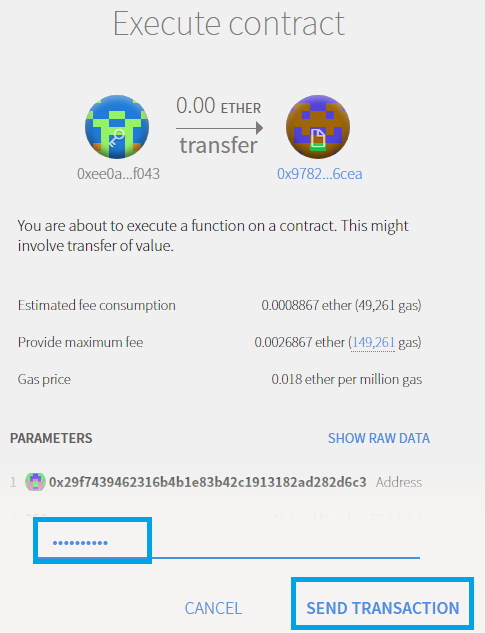 Execute contract
0.00 ETHER
transfer
0xee0a...f043
0x9782...6cea
You are about to execute a function on a contract. This might
involve transfer of value.
Estimated fee consumption 0.0008867 ether (49,261 gas)
Provide maximum fee 0.0026867 ether (149,261 gas)
Gas price 0.018 ether per million gas
PARAMETERS SHOW RAW DATA
1 0x29f7439462316b4b1e83b42c1913182ad282d6c3 Address
••••••••••
CANCEL SEND TRANSACTION